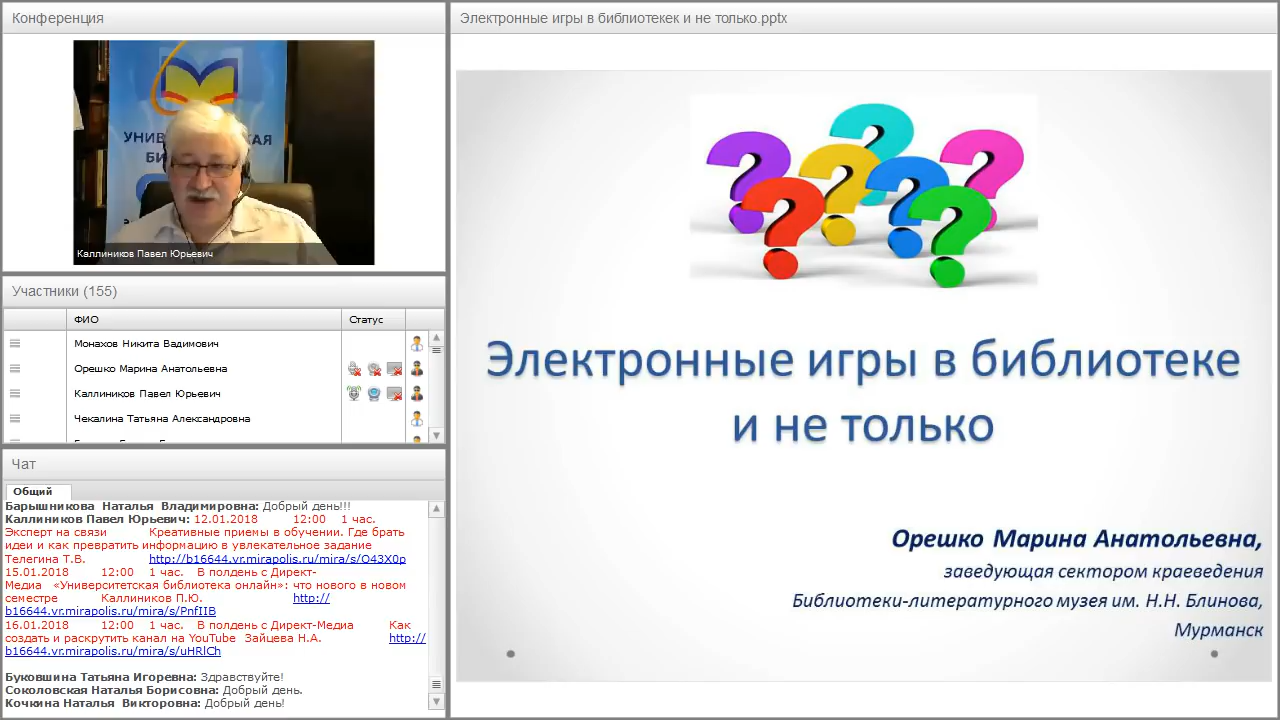 Конференция
УНИВ
СКАЯ
БИ
Каллиников Павел Юрьевич
Участники (155)
ФИО
Статус
Монахов Никита Вадимович
Орешко Марина Анатольевна
Каллиников Павел Юрьевич
Чекалина Татьяна Александровна
Чат
Общий
Барышникова Наталья Владимировна: Добрый день!!!
Каллиников Павел Юрьевич: 12.01.2018 12:00 1 час.
Эксперт на связи Креативные приемы в обучении. Где брать
идеи и как превратить информацию в увлекательное задание
Телегина Т.В. http://b16644.vr.mirapolis.ru/mira/s/O43X0p
15.01.2018 12:00 1 час. В полдень с Директ-
Медиа «Университетская библиотека онлайн»: что нового в новом
семестре Каллиников П.Ю. http://
b16644.vr.mirapolis.ru/mira/s/PnfIIB
16.01.2018 12:00 1 час. В полдень с Директ-Медиа Как
создать и раскрутить канал на YouTube Зайцева Н.А. http://
b16644.vr.mirapolis.ru/mira/s/uHRlCh
Буковшина Татьяна Игоревна: Здравствуйте!
Соколовская Наталья Борисовна: Добрый день.
Кочкина Наталья Викторовна: Добрый день!
Электронные игры в библиотекек и не только.pptx
Электронные игры в библиотеке
и не только
Орешко Марина Анатольевна,
заведующая сектором краеведения
Библиотеки-литературного музея им. Н.Н. Блинова,
Мурманск